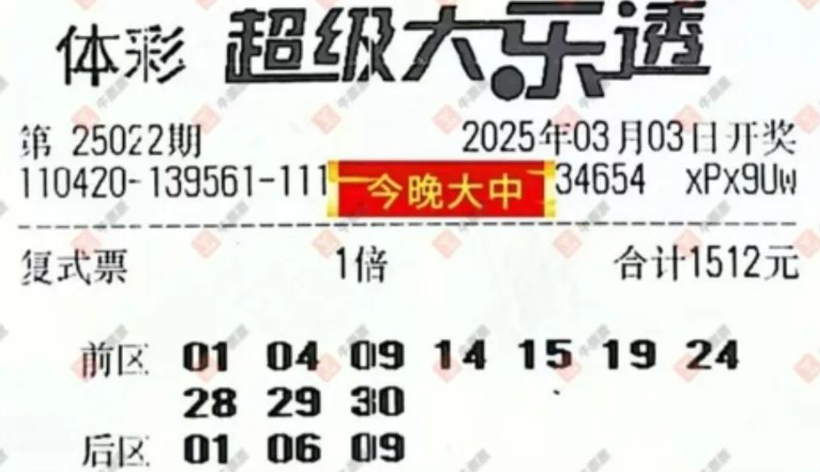 体彩 超级大乐透
第 25022期 2025年03月03日开奖
110420-139561-111 今晚大中 34654 xPx9Uw
复式票 1倍 合计1512元
前区 01 04 09 14 15 19 24
28 29 30
后区 01 06 09